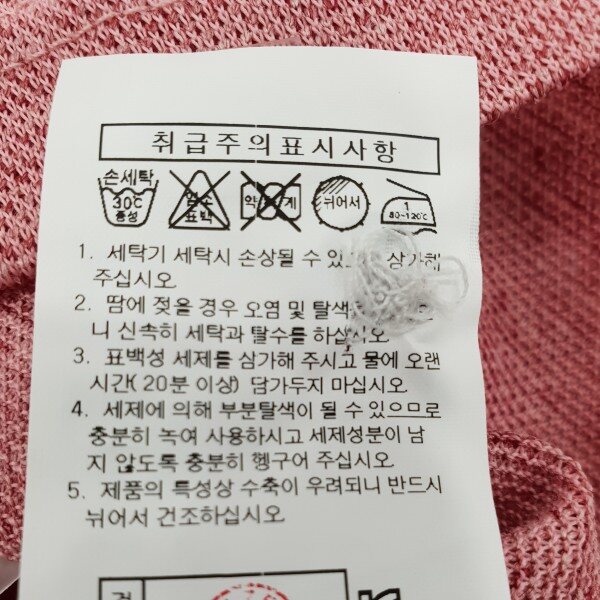 취급주의표시사항
손세탁
30℃
중성
염소
표백
약 게
뉘어서
1
80~120℃
1. 세탁기 세탁시 손상될 수 있 삼가해
주십시오.
2. 땀에 젖을 경우 오염 및 탈색
니 신속히 세탁과 탈수를 하십시오.
3. 표백성 세제를 삼가해 주시고 물에 오랜
시간( 20분 이상) 담가두지 마십시오.
4. 세제에 의해 부분탈색이 될 수 있으므로
충분히 녹여 사용하시고 세제성분이 남
지 않도록 충분히 헹구어 주십시오.
5. 제품의 특성상 수축이 우려되니 반드시
뉘어서 건조하십시오.